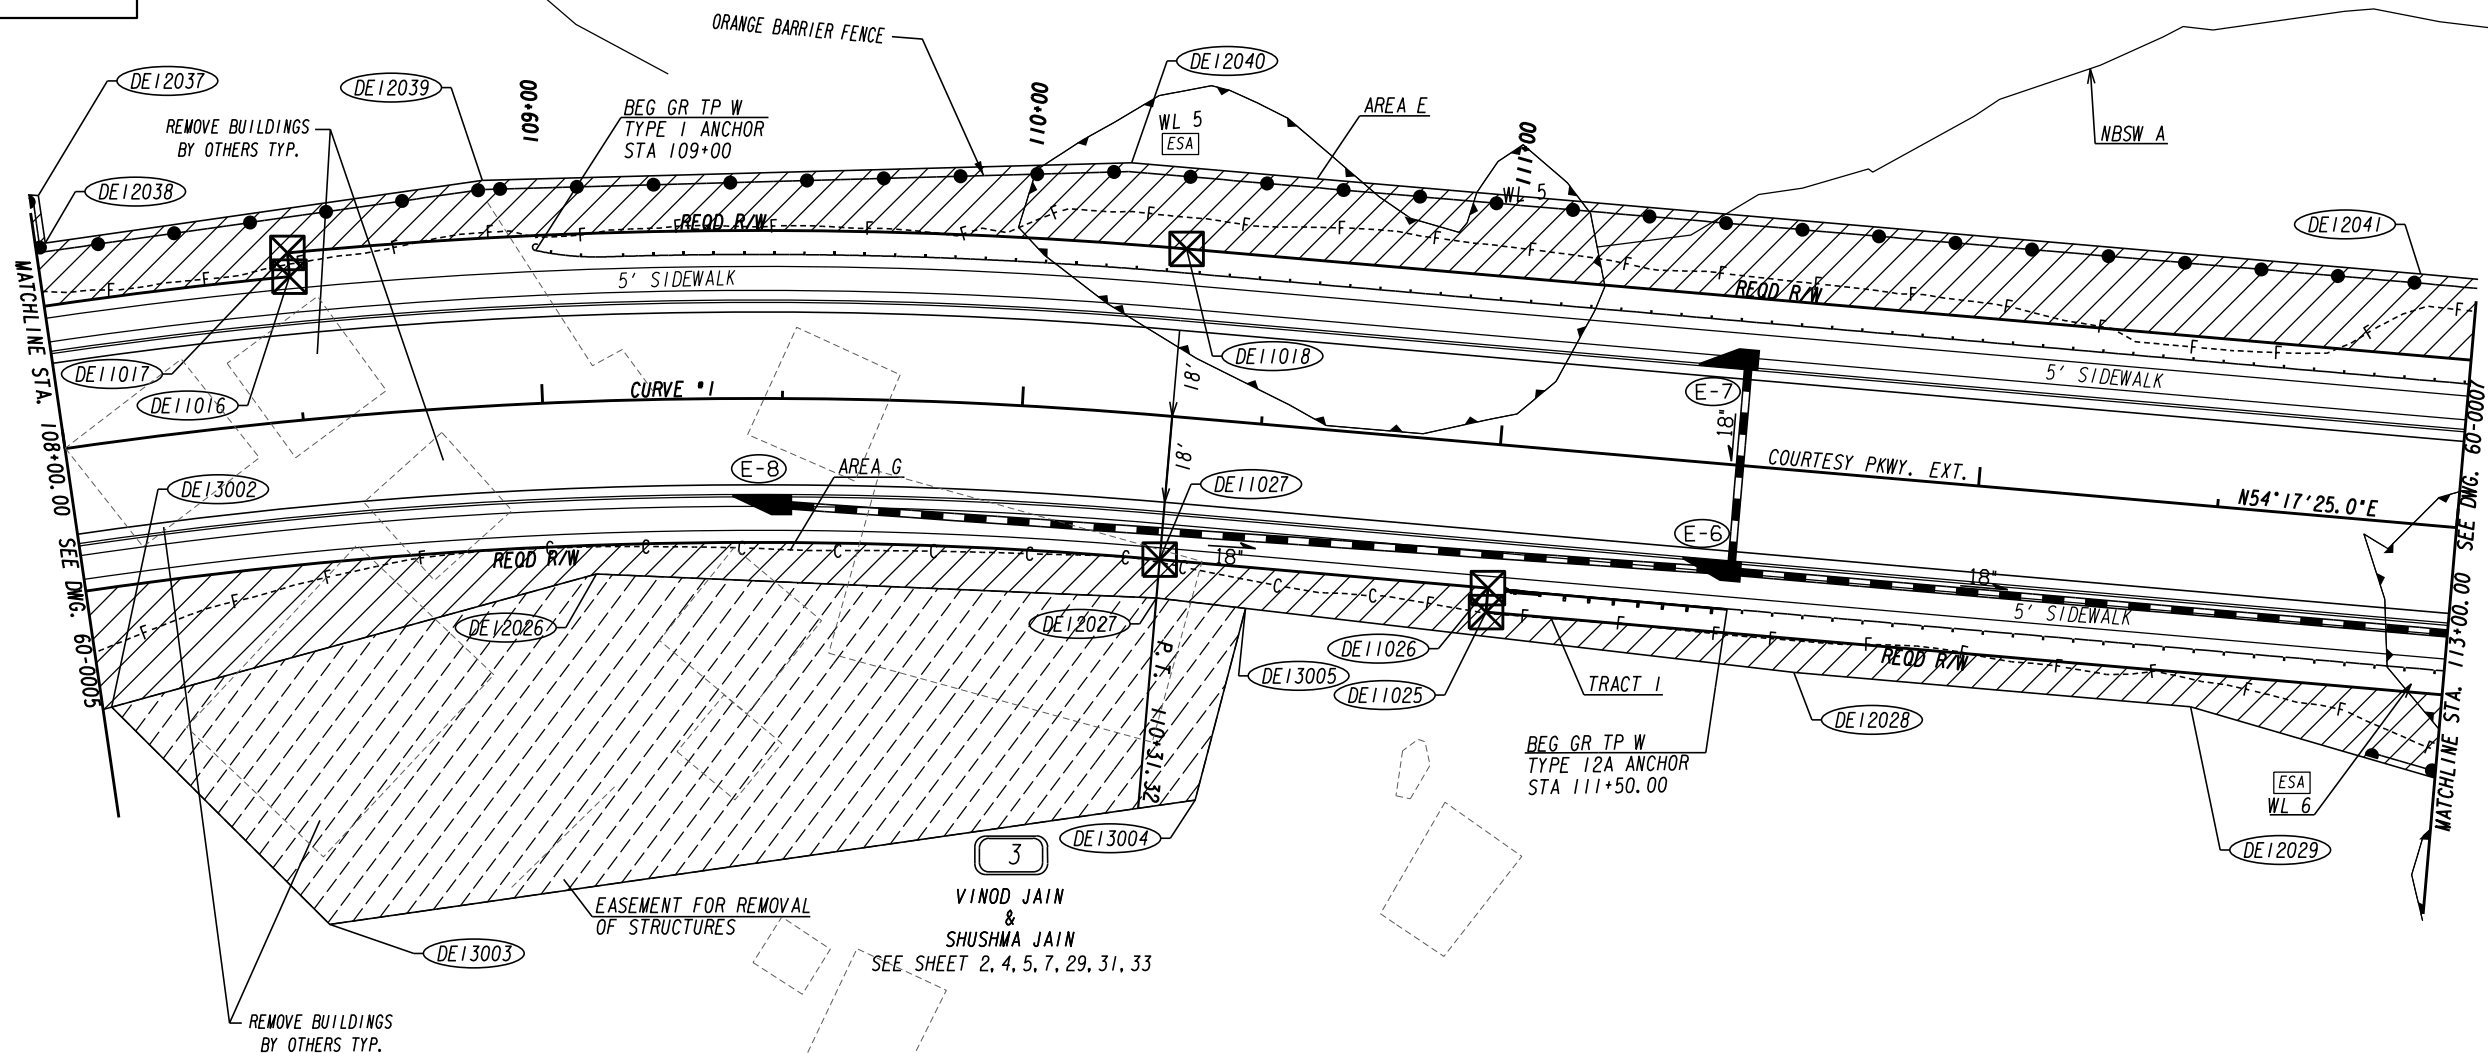 ORANGE BARRIER FENCE
DE12037
DE12039
109+00
110+00
DE12040
BEG GR TP W
TYPE 1 ANCHOR
STA 109+00
WL 5
ESA
AREA E
111+00
NBSW A
REMOVE BUILDINGS
BY OTHERS TYP.
DE12038
WL 5
DE12041
REQD R/W
5' SIDEWALK
REQD R/W
MATCHLINE STA. 108+00.00 SEE DWG. 60-0005
DE11017
DE11016
DE11018
CURVE #1
18'
18'
E-7
18"
5' SIDEWALK
COURTESY PKWY. EXT.
N54°17'25.0"E
DE13002
E-8
AREA G
DE11027
E-6
REQD R/W
18"
18"
5' SIDEWALK
DE12026
DE12027
DE11026
REQD R/W
DE13005
DE11025
TRACT 1
P.T. 110+31.32
DE12028
BEG GR TP W
TYPE 12A ANCHOR
STA 111+50.00
ESA
WL 6
MATCHLINE STA. 113+00.00 SEE DWG. 60-0007
DE13004
DE12029
3
VINOD JAIN
&
SHUSHMA JAIN
SEE SHEET 2, 4, 5, 7, 29, 31, 33
EASEMENT FOR REMOVAL
OF STRUCTURES
DE13003
REMOVE BUILDINGS
BY OTHERS TYP.
F F F F F F F F F F F F F F F F F F F F F F F F F F
F F F F C C C C C C C C C F F F F F F F F F F F F